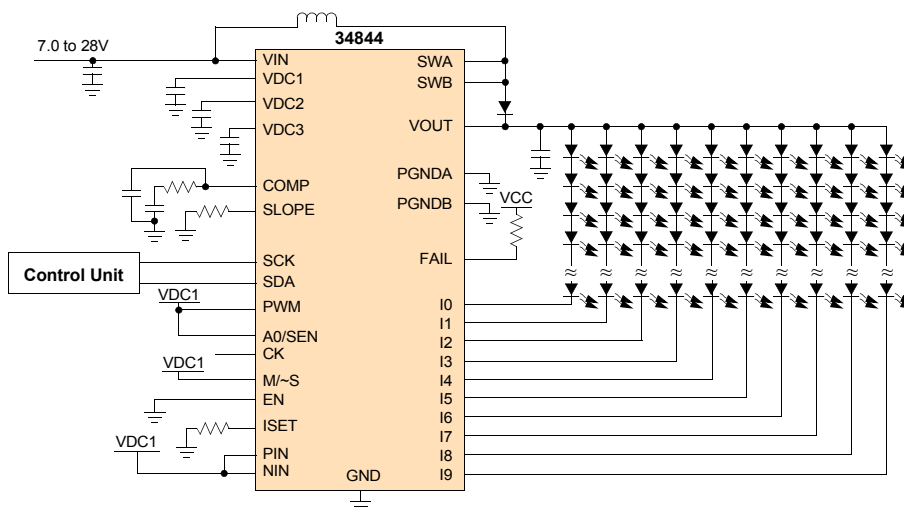 34844
7.0 to 28V
VIN
VDC1
VDC2
VDC3
COMP
SLOPE
SCK
SDA
PWM
A0/SEN
CK
M/~S
EN
ISET
PIN
NIN
GND
SWA
SWB
VOUT
PGNDA
PGNDB
VCC
FAIL
I0
I1
I2
I3
I4
I5
I6
I7
I8
I9
Control Unit
VDC1
VDC1
VDC1